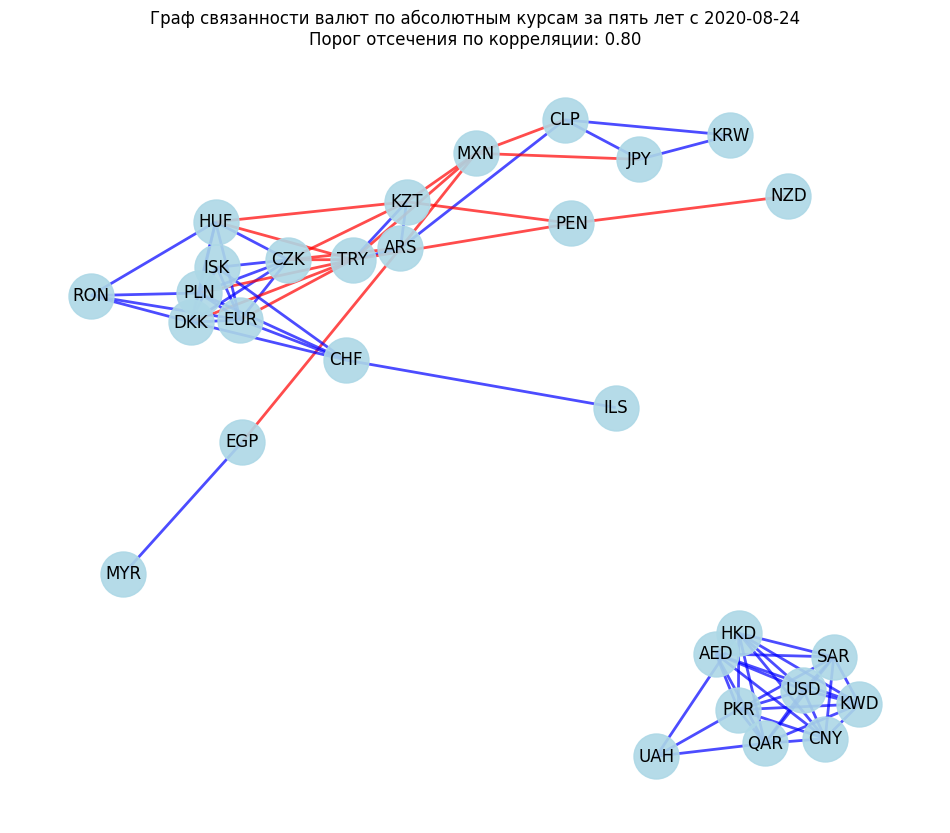 Граф связанности валют по абсолютным курсам за пять лет с 2020-08-24
Порог отсечения по корреляции: 0.80
CLP
KRW
MXN
JPY
NZD
KZT
HUF
PEN
ARS
CZK
TRY
ISK
PLN
RON
EUR
DKK
CHF
ILS
EGP
MYR
HKD
AED
SAR
USD
KWD
PKR
CNY
QAR
UAH